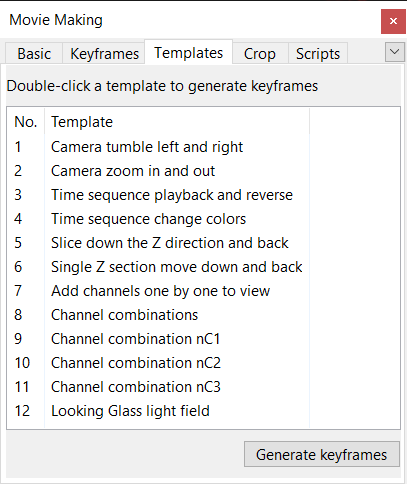 Movie Making
Basic Keyframes Templates Crop Scripts
Double-click a template to generate keyframes
No. Template
1 Camera tumble left and right
2 Camera zoom in and out
3 Time sequence playback and reverse
4 Time sequence change colors
5 Slice down the Z direction and back
6 Single Z section move down and back
7 Add channels one by one to view
8 Channel combinations
9 Channel combination nC1
10 Channel combination nC2
11 Channel combination nC3
12 Looking Glass light field
Generate keyframes